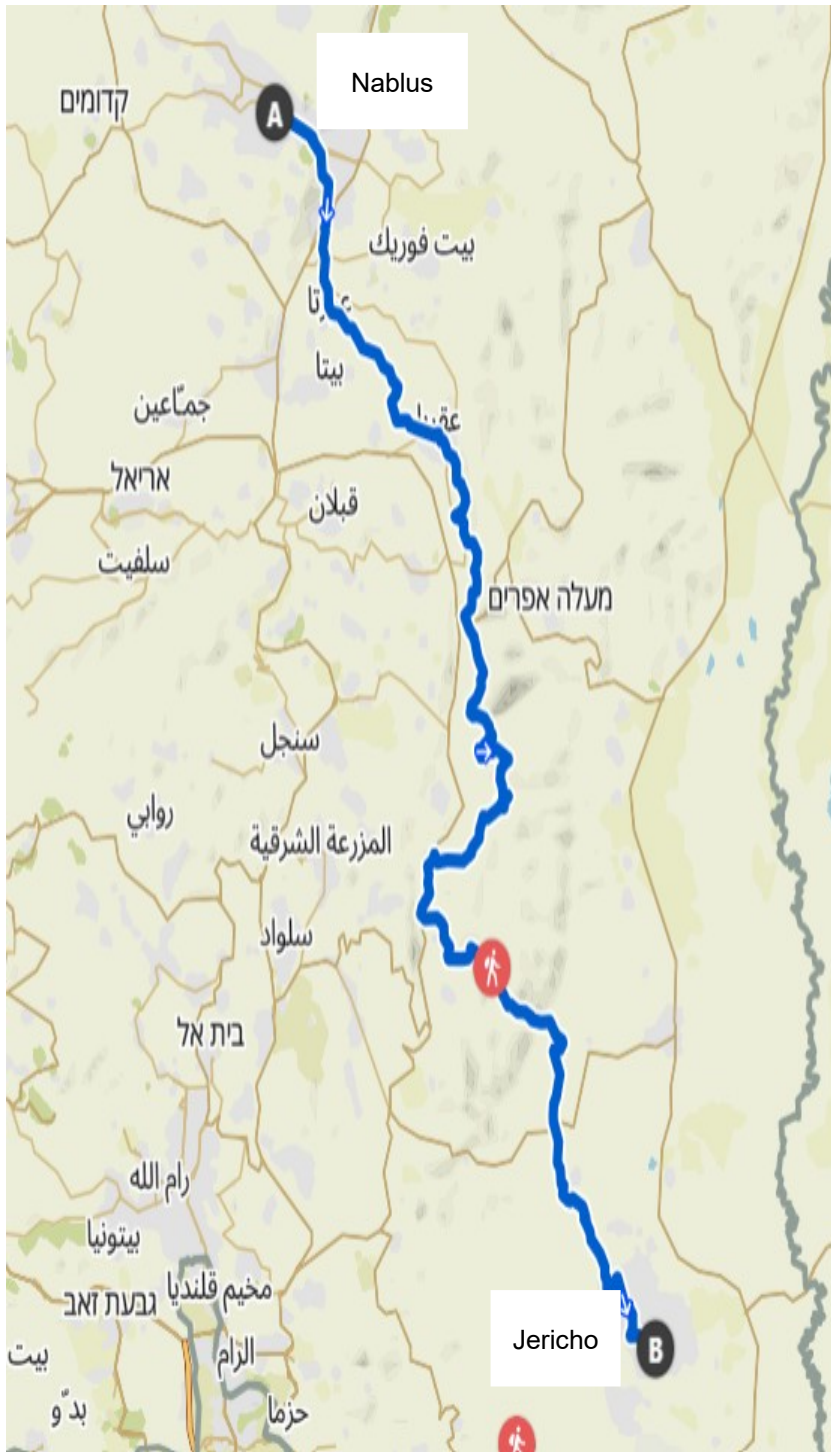 Nablus
A
קדומים
بيت فوريك
بيتا
جمّاعين
אריאל
قبلان
سلفيت
מעלה אפרים
سنجل
روابي
المزرعة الشرقية
سلواد
בית אל
رام الله
بيتونيا
مخيم قلنديا
גבעת זאב
Jericho
B
الرام
بيت
حزما
بدّو